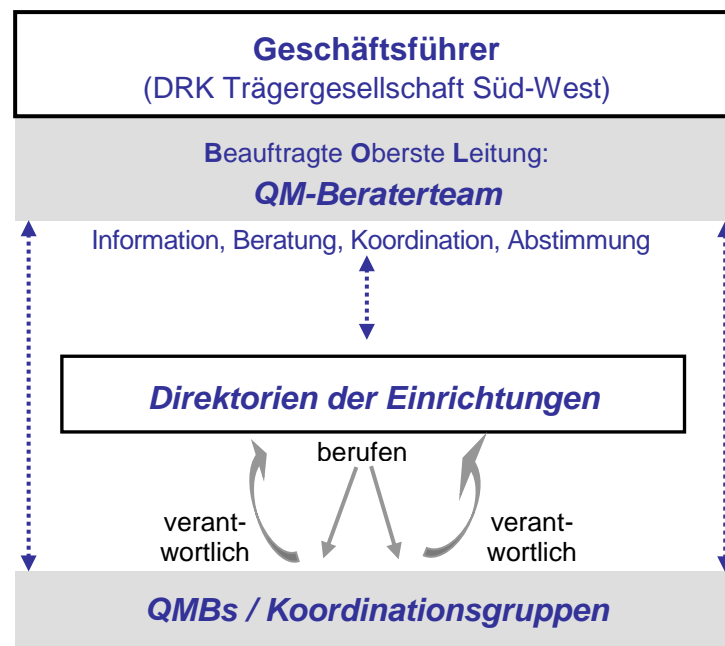 Geschäftsführer
(DRK Trägergesellschaft Süd-West)
Beauftragte Oberste Leitung:
QM-Beraterteam
Information, Beratung, Koordination, Abstimmung
Direktorien der Einrichtungen
berufen
verant-
wortlich
verant-
wortlich
QMBs / Koordinationsgruppen